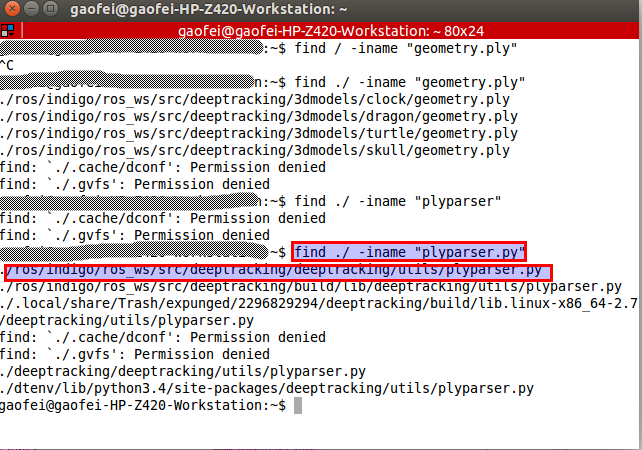 gaofei@gaofei-HP-Z420-Workstation: ~
gaofei@gaofei-HP-Z420-Workstation: ~ 80x24
:~$ find / -iname "geometry.ply"
^C
:~$ find ./ -iname "geometry.ply"
./ros/indigo/ros_ws/src/deeptracking/3dmodels/clock/geometry.ply
./ros/indigo/ros_ws/src/deeptracking/3dmodels/dragon/geometry.ply
./ros/indigo/ros_ws/src/deeptracking/3dmodels/turtle/geometry.ply
./ros/indigo/ros_ws/src/deeptracking/3dmodels/skull/geometry.ply
find: `./.cache/dconf': Permission denied
find: `./.gvfs': Permission denied
:~$ find ./ -iname "plyparser"
find: `./.cache/dconf': Permission denied
find: `./.gvfs': Permission denied
:~$ find ./ -iname "plyparser.py"
./ros/indigo/ros_ws/src/deeptracking/deeptracking/utils/plyparser.py
./ros/indigo/ros_ws/src/deeptracking/build/lib/deeptracking/utils/plyparser.py
./.local/share/Trash/expunged/2296829294/deeptracking/build/lib.linux-x86_64-2.7
/deeptracking/utils/plyparser.py
find: `./.cache/dconf': Permission denied
find: `./.gvfs': Permission denied
./deeptracking/deeptracking/utils/plyparser.py
./dtenv/lib/python3.4/site-packages/deeptracking/utils/plyparser.py
gaofei@gaofei-HP-Z420-Workstation:~$